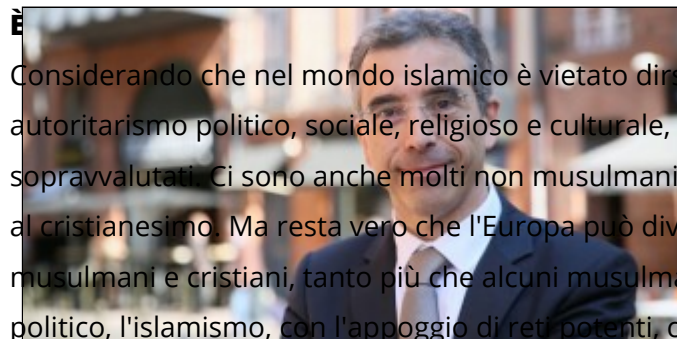 È
Considerando che nel mondo islamico è vietato dirs
autoritarismo politico, sociale, religioso e culturale,
sopravvalutati. Ci sono anche molti non musulmani
al cristianesimo. Ma resta vero che l'Europa può div
musulmani e cristiani, tanto più che alcuni musulma
politico, l'islamismo, con l'appoggio di reti potenti, c